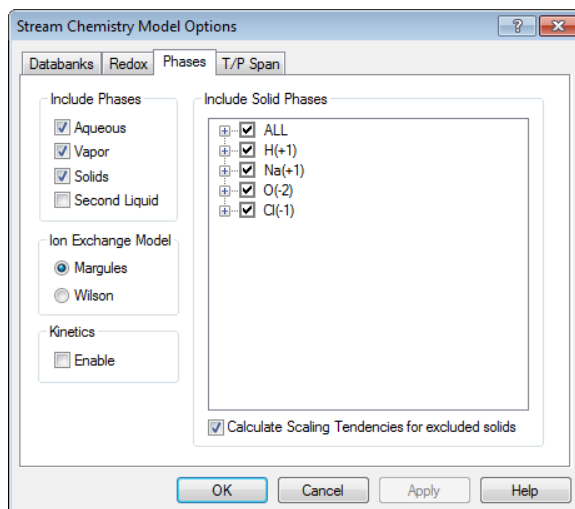 Stream Chemistry Model Options
Databanks Redox Phases T/P Span
Include Phases
Aqueous
Vapor
Solids
Second Liquid
Ion Exchange Model
Margules
Wilson
Kinetics
Enable
Include Solid Phases
ALL
H(+1)
Na(+1)
O(-2)
Cl(-1)
Calculate Scaling Tendencies for excluded solids
OK Cancel Apply Help